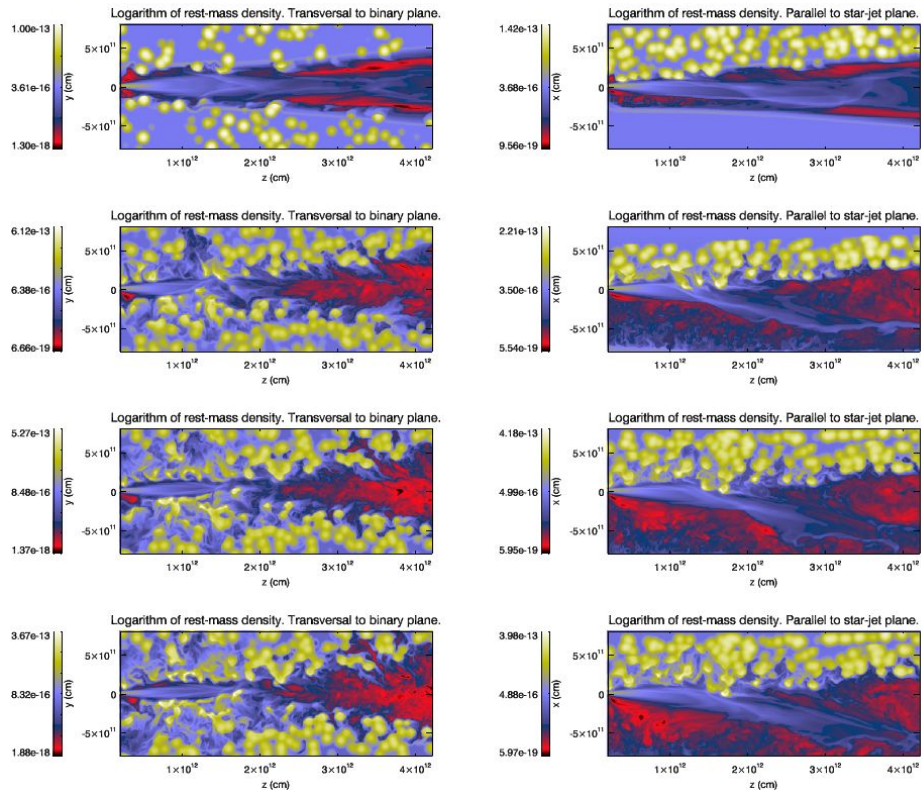 Logarithm of rest-mass density. Transversal to binary plane.
1.00e-13
3.61e-16
1.30e-18
y (cm)
5×10¹¹
0
-5×10¹¹
1×10¹²
2×10¹²
3×10¹²
4×10¹²
z (cm)
Logarithm of rest-mass density. Parallel to star-jet plane.
1.42e-13
3.68e-16
9.56e-19
x (cm)
5×10¹¹
0
-5×10¹¹
1×10¹²
2×10¹²
3×10¹²
4×10¹²
z (cm)
Logarithm of rest-mass density. Transversal to binary plane.
6.12e-13
6.38e-16
6.66e-19
y (cm)
5×10¹¹
0
-5×10¹¹
1×10¹²
2×10¹²
3×10¹²
4×10¹²
z (cm)
Logarithm of rest-mass density. Parallel to star-jet plane.
2.21e-13
3.50e-16
5.54e-19
x (cm)
5×10¹¹
0
-5×10¹¹
1×10¹²
2×10¹²
3×10¹²
4×10¹²
z (cm)
Logarithm of rest-mass density. Transversal to binary plane.
5.27e-13
8.48e-16
1.37e-18
y (cm)
5×10¹¹
0
-5×10¹¹
1×10¹²
2×10¹²
3×10¹²
4×10¹²
z (cm)
Logarithm of rest-mass density. Parallel to star-jet plane.
4.18e-13
4.99e-16
5.95e-19
x (cm)
5×10¹¹
0
-5×10¹¹
1×10¹²
2×10¹²
3×10¹²
4×10¹²
z (cm)
Logarithm of rest-mass density. Transversal to binary plane.
3.67e-13
8.32e-16
1.88e-18
y (cm)
5×10¹¹
0
-5×10¹¹
1×10¹²
2×10¹²
3×10¹²
4×10¹²
z (cm)
Logarithm of rest-mass density. Parallel to star-jet plane.
3.98e-13
4.88e-16
5.97e-19
x (cm)
5×10¹¹
0
-5×10¹¹
1×10¹²
2×10¹²
3×10¹²
4×10¹²
z (cm)